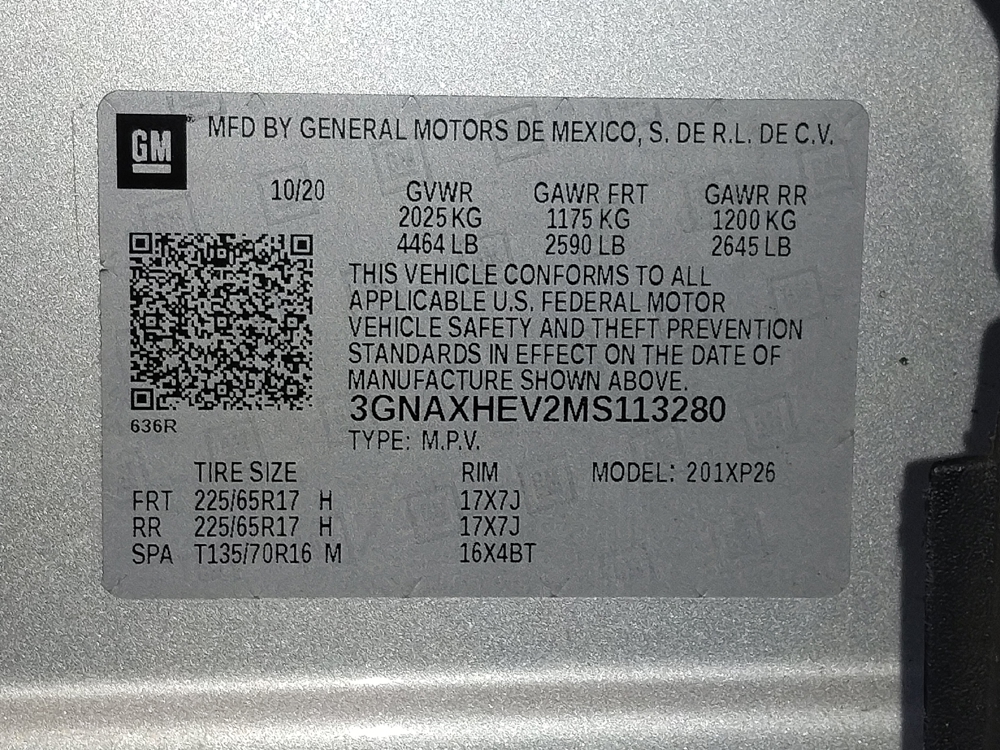 GM
MFD BY GENERAL MOTORS DE MEXICO, S. DE R.L. DE C.V.
10/20 GVWR GAWR FRT GAWR RR
2025 KG 1175 KG 1200 KG
4464 LB 2590 LB 2645 LB
THIS VEHICLE CONFORMS TO ALL
APPLICABLE U.S. FEDERAL MOTOR
VEHICLE SAFETY AND THEFT PREVENTION
STANDARDS IN EFFECT ON THE DATE OF
MANUFACTURE SHOWN ABOVE.
3GNAXHEV2MS113280
636R
TYPE: M.P.V.
TIRE SIZE RIM MODEL: 201XP26
FRT 225/65R17 H 17X7J
RR 225/65R17 H 17X7J
SPA T135/70R16 M 16X4BT